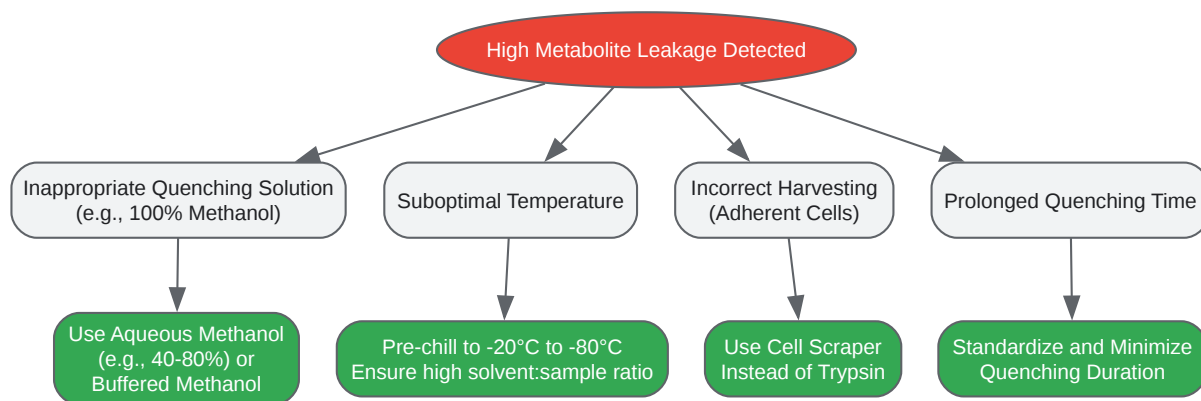 High Metabolite Leakage Detected
Inappropriate Quenching Solution
(e.g., 100% Methanol)
Suboptimal Temperature
Incorrect Harvesting
(Adherent Cells)
Prolonged Quenching Time
Use Aqueous Methanol
(e.g., 40-80%) or
Buffered Methanol
Pre-chill to -20°C to -80°C
Ensure high solvent:sample ratio
Use Cell Scraper
Instead of Trypsin
Standardize and Minimize
Quenching Duration